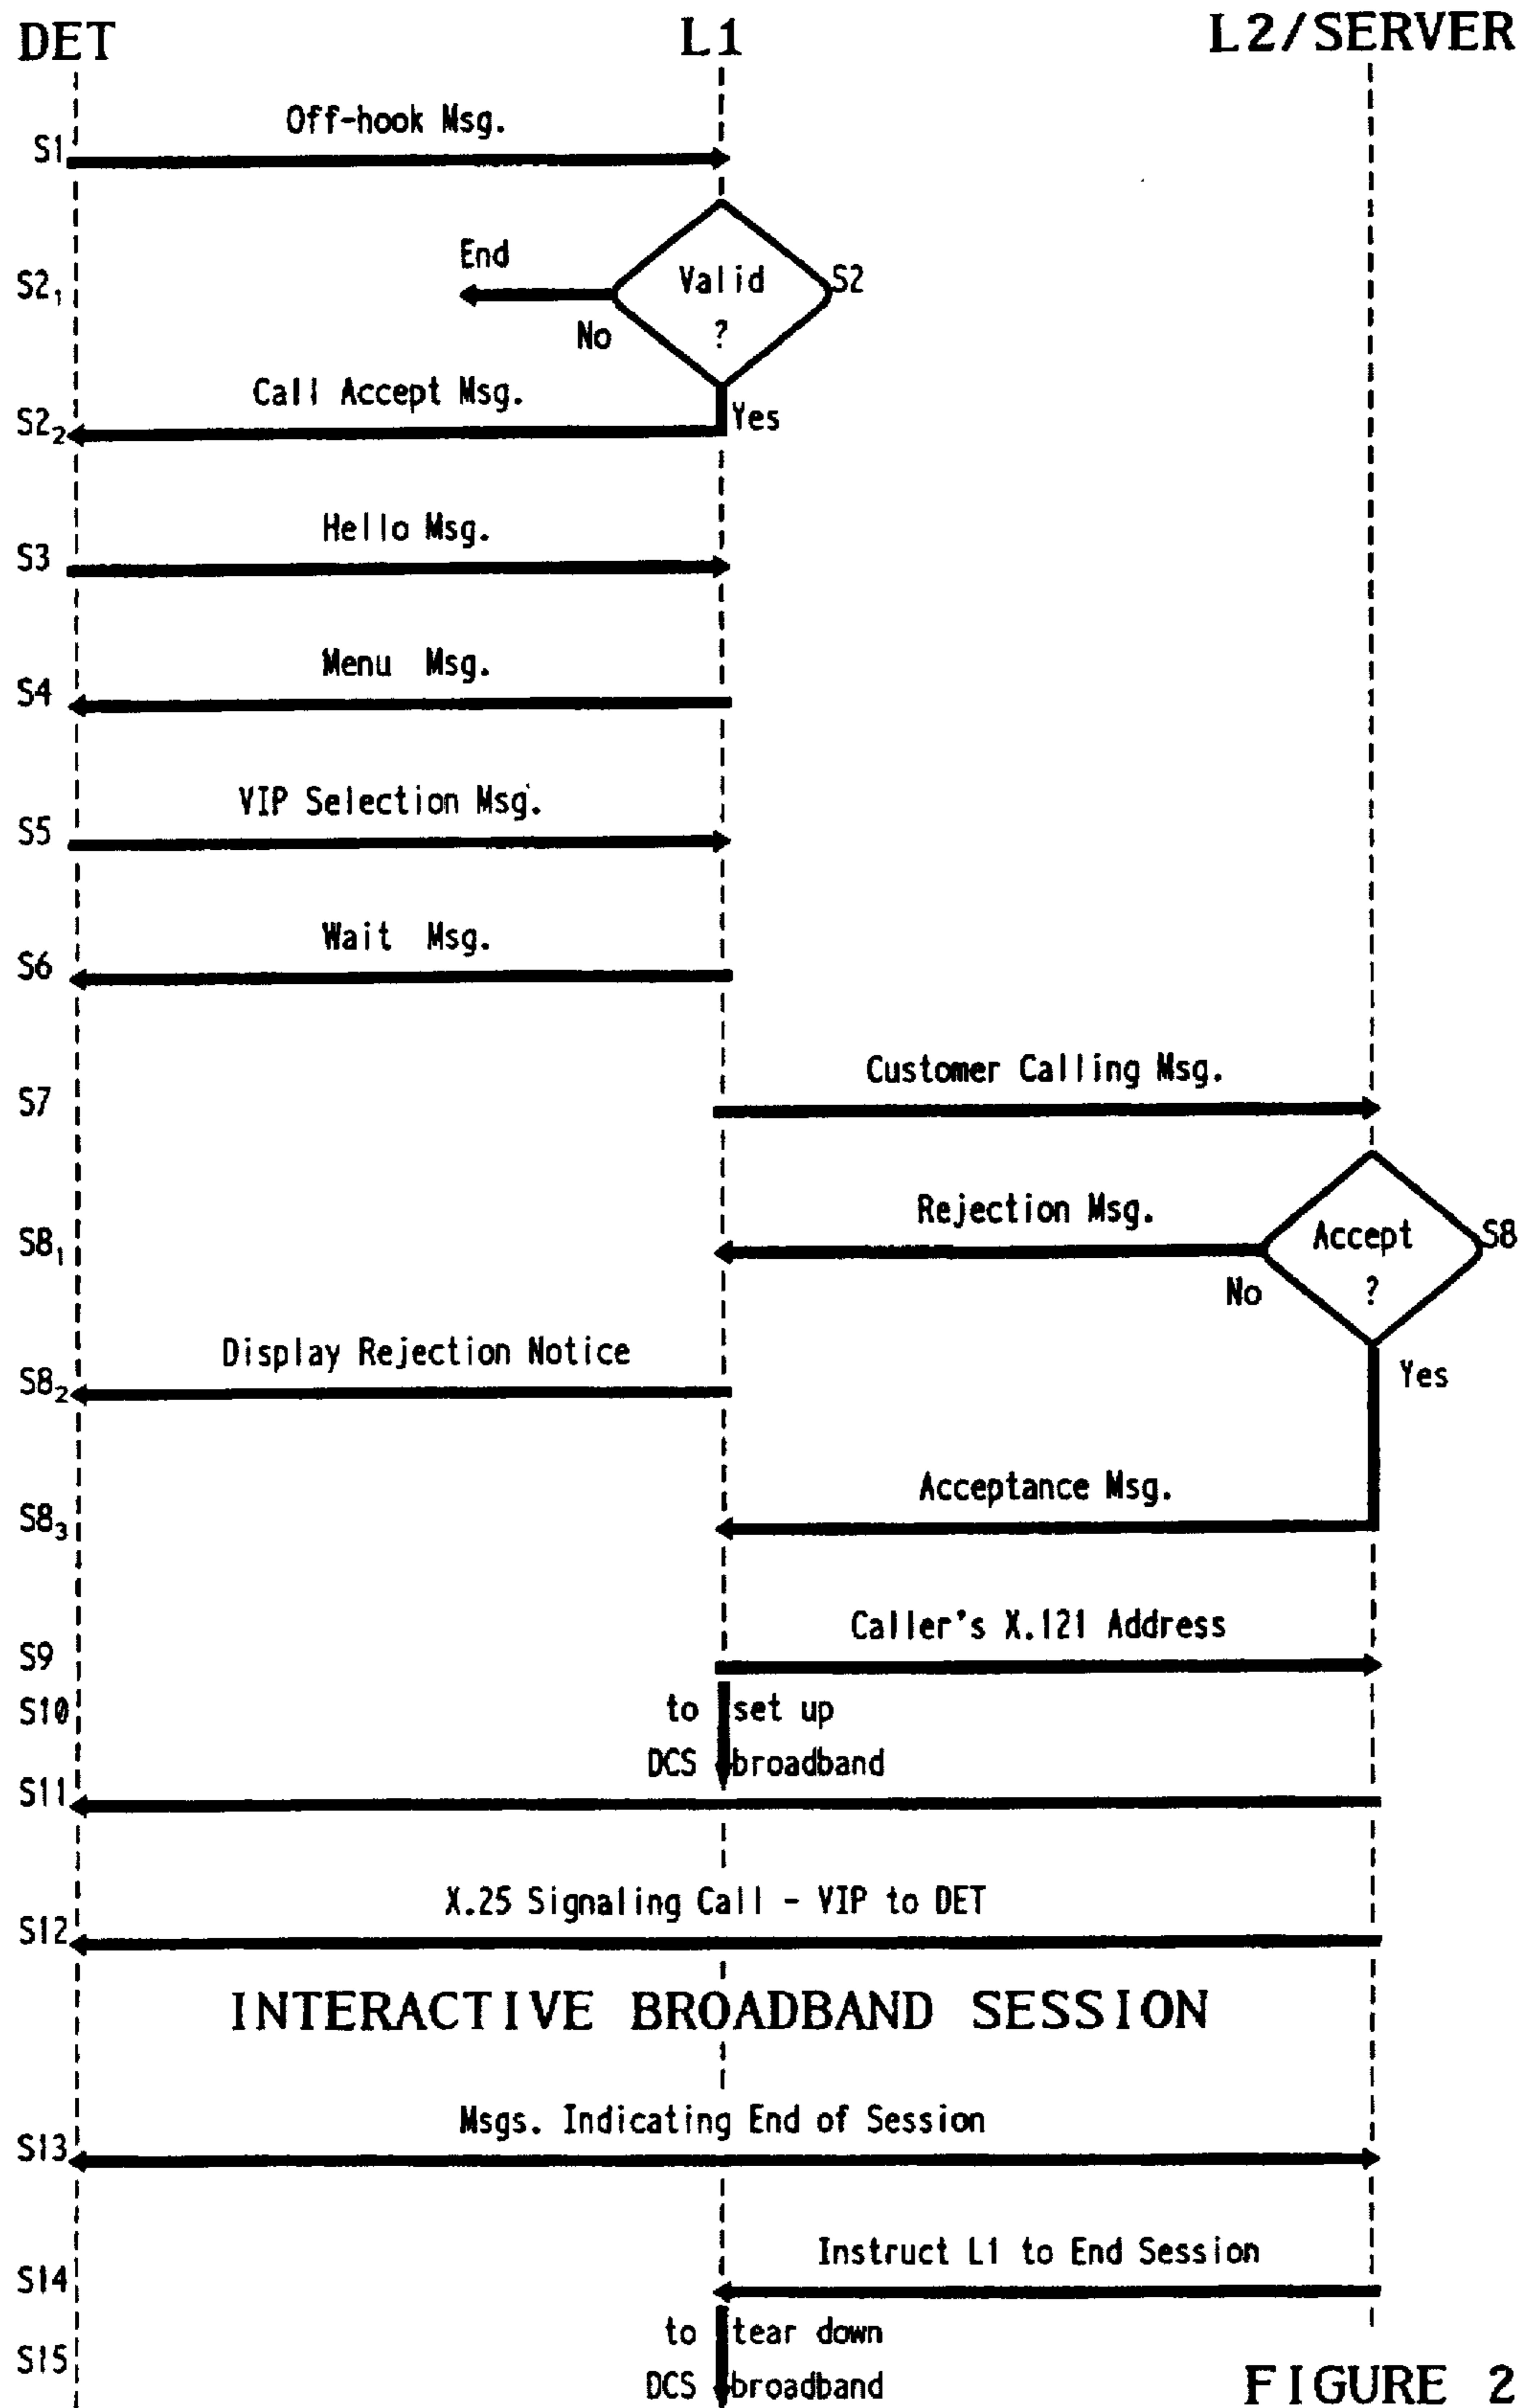 DET L1 L2/SERVER
Off-hook Msg.
S1
End
Valid S2
S2₁
No ?
Call Accept Msg.
Yes
S2₂
Hello Msg.
S3
Menu Msg.
S4
VIP Selection Msg.
S5
Wait Msg.
S6
Customer Calling Msg.
S7
Rejection Msg.
Accept S8
S8₁
No ?
Display Rejection Notice
Yes
S8₂
Acceptance Msg.
S8₃
Caller's X.121 Address
S9
S10 to set up
DCS broadband
S11
X.25 Signaling Call - VIP to DET
S12
INTERACTIVE BROADBAND SESSION
Msgs. Indicating End of Session
S13
Instruct L1 to End Session
S14
to tear down
S15
DCS broadband
FIGURE 2